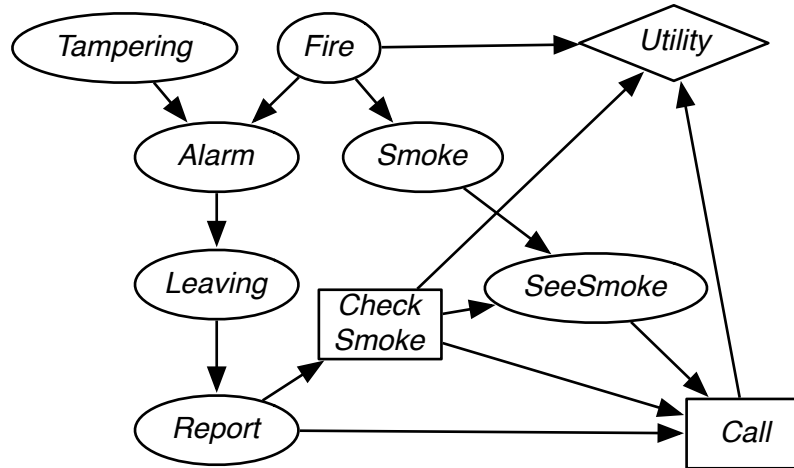 Tampering
Fire
Utility
Alarm
Smoke
Leaving
Check
Smoke
SeeSmoke
Report
Call